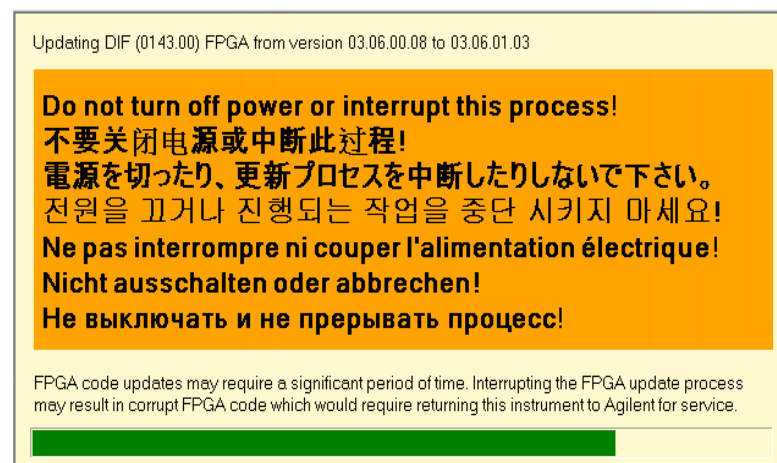 Updating DIF (0143.00) FPGA from version 03.06.00.08 to 03.06.01.03
Do not turn off power or interrupt this process!
不要关闭电源或中断此过程!
電源を切ったり、更新プロセスを中断したりしないで下さい。
전원을 끄거나 진행되는 작업을 중단 시키지 마세요!
Ne pas interrompre ni couper l'alimentation électrique!
Nicht ausschalten oder abbrechen!
Не выключать и не прерывать процесс!
FPGA code updates may require a significant period of time. Interrupting the FPGA update process
may result in corrupt FPGA code which would require returning this instrument to Agilent for service.